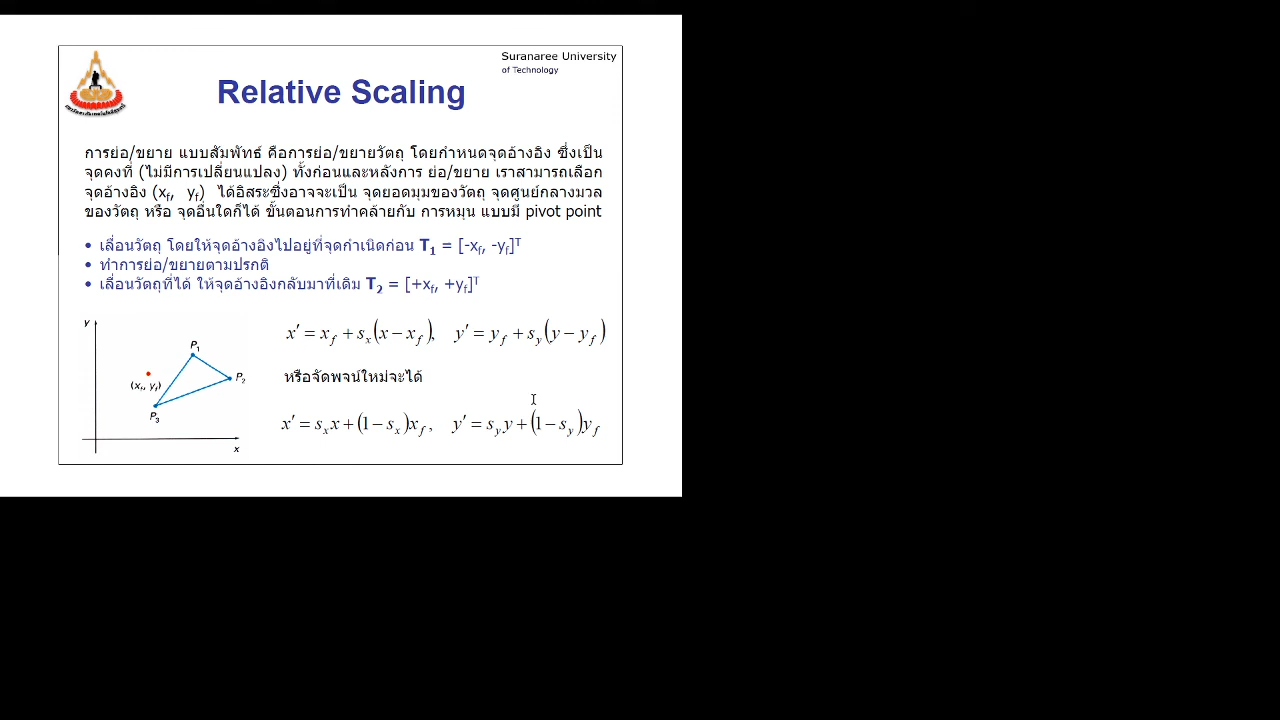 Suranaree University
of Technology
Relative Scaling
การย่อ/ขยาย แบบสัมพัทธ์ คือการย่อ/ขยายวัตถุ โดยกำหนดจุดอ้างอิง ซึ่งเป็น
จุดคงที่ (ไม่มีการเปลี่ยนแปลง) ทั้งก่อนและหลังการ ย่อ/ขยาย เราสามารถเลือก
จุดอ้างอิง (xf, yf) ได้อิสระซึ่งอาจจะเป็น จุดยอดมุมของวัตถุ จุดศูนย์กลางมวล
ของวัตถุ หรือ จุดอื่นใดก็ได้ ขั้นตอนการทำคล้ายกับ การหมุน แบบมี pivot point
• เลื่อนวัตถุ โดยให้จุดอ้างอิงไปอยู่ที่จุดกำเนิดก่อน T1 = [-xf, -yf]T
• ทำการย่อ/ขยายตามปรกติ
• เลื่อนวัตถุที่ได้ ให้จุดอ้างอิงกลับมาที่เดิม T2 = [+xf, +yf]T
x′ = xf + sx(x − xf), y′ = yf + sy(y − yf)
หรือจัดพจน์ใหม่จะได้
x′ = sxx + (1 − sx)xf, y′ = syy + (1 − sy)yf
y
P1
P2
(xf, yf)
P3
x